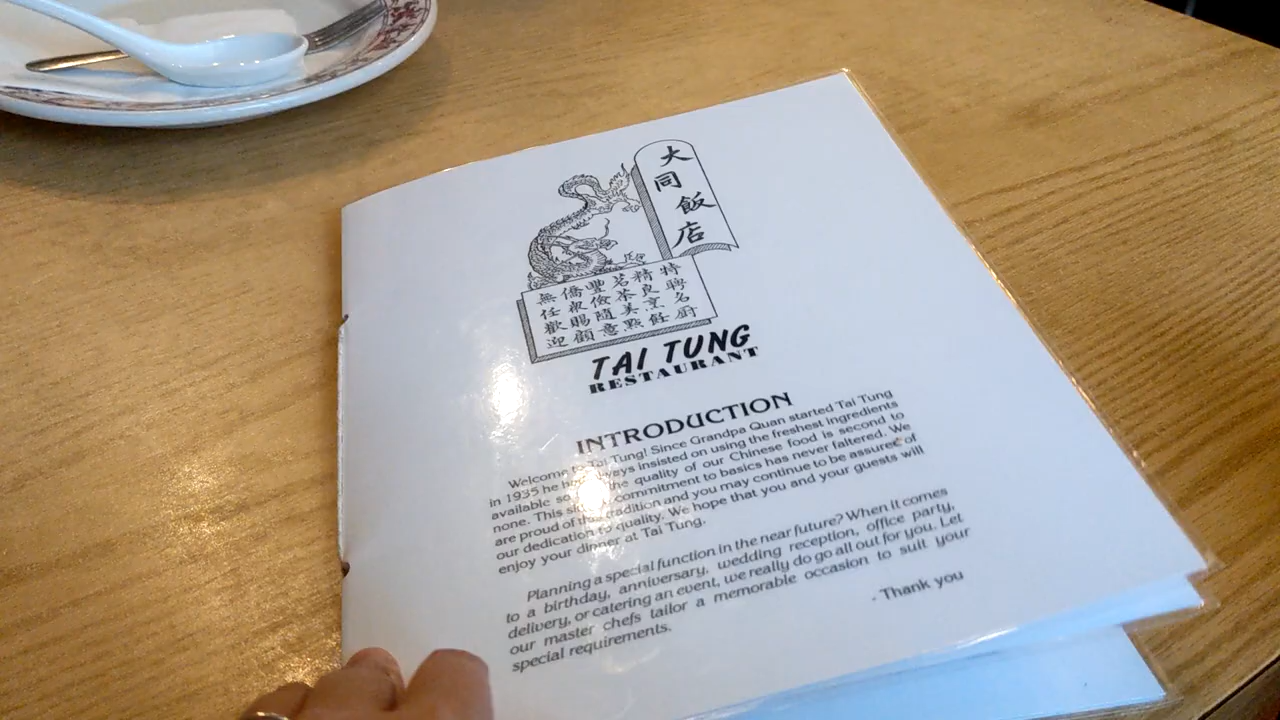 大同飯店
特聘名廚
精良烹飪
茗茶美點
豐儉隨意
僑衆賜顧
無任歡迎
TAI TUNG
RESTAURANT
INTRODUCTION
Welcome Tai Tung! Since Grandpa Quan started Tai Tung
in 1935 he insisted on using the freshest ingredients
available so the quality of our Chinese food is second to
none. This commitment to basics has never faltered. We
are proud of this tradition and you may continue to be assured of
our dedication to quality. We hope that you and your guests will
enjoy your dinner at Tai Tung.
Planning a special function in the near future? When it comes
to a birthday, anniversary, wedding reception, office party,
delivery, or catering an event, we really do go all out for you. Let
our master chefs tailor a memorable occasion to suit your
special requirements.
- Thank you